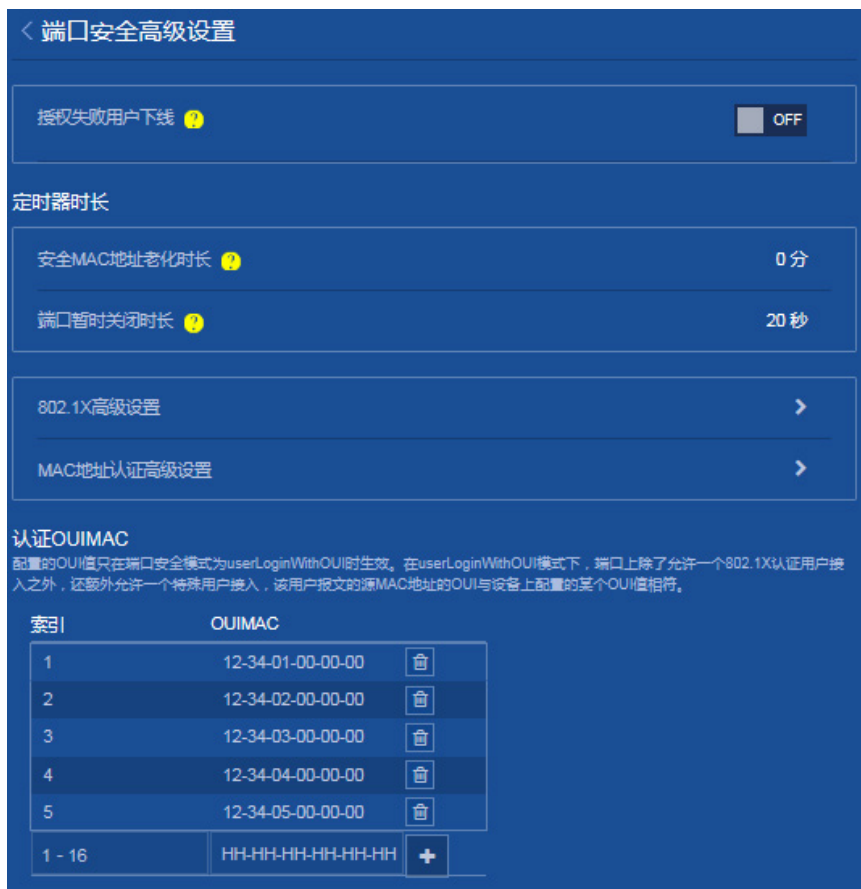 端口安全高级设置
授权失败用户下线 ?
OFF
定时器时长
安全MAC地址老化时长 ? 0 分
端口暂时关闭时长 ? 20 秒
802.1X高级设置
MAC地址认证高级设置
认证OUIMAC
配置的OUI值只在端口安全模式为userLoginWithOUI时生效。在userLoginWithOUI模式下，端口上除了允许一个802.1X认证用户接
入之外，还额外允许一个特殊用户接入，该用户报文的源MAC地址的OUI与设备上配置的某个OUI值相符。
索引 OUIMAC
1 12-34-01-00-00-00
2 12-34-02-00-00-00
3 12-34-03-00-00-00
4 12-34-04-00-00-00
5 12-34-05-00-00-00
1 - 16 HH-HH-HH-HH-HH-HH